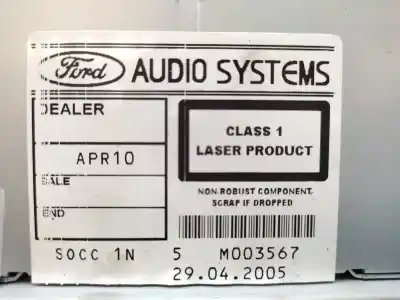 Ford AUDIO SYSTEMS
DEALER
APR10
SALE
END
CLASS 1
LASER PRODUCT
NON-ROBUST COMPONENT
SCRAP IF DROPPED
SOCC 1N 5 M003567
29.04.2005